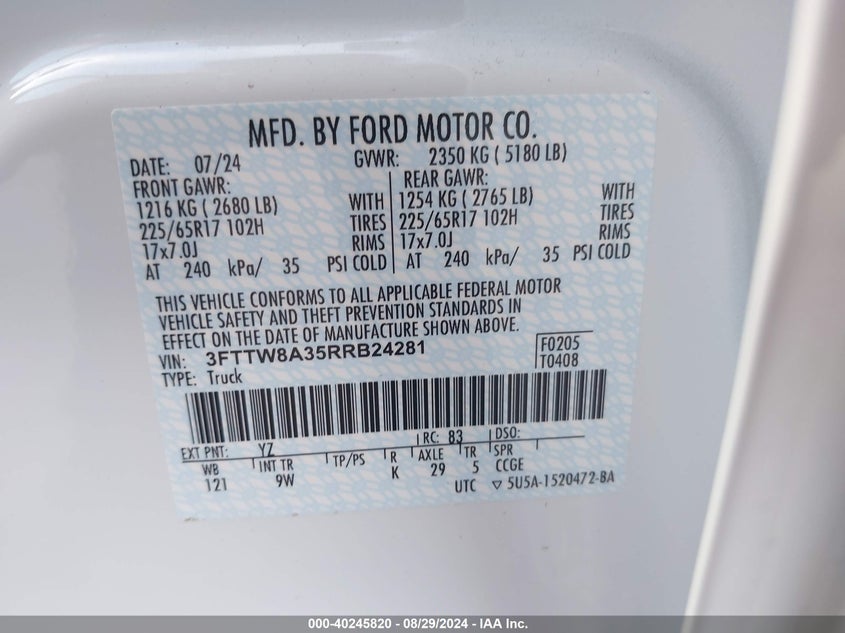 MFD. BY FORD MOTOR CO.
DATE: 07/24 GVWR: 2350 KG ( 5180 LB)
FRONT GAWR: REAR GAWR:
1216 KG ( 2680 LB) WITH 1254 KG ( 2765 LB) WITH
225/65R17 102H TIRES 225/65R17 102H TIRES
17x7.0J RIMS 17x7.0J RIMS
AT 240 kPa/ 35 PSI COLD AT 240 kPa/ 35 PSI COLD
THIS VEHICLE CONFORMS TO ALL APPLICABLE FEDERAL MOTOR
VEHICLE SAFETY AND THEFT PREVENTION STANDARDS IN
EFFECT ON THE DATE OF MANUFACTURE SHOWN ABOVE.
VIN: 3FTTW8A35RRB24281 F0205
TYPE: Truck T0408
EXT PNT: YZ RC: 83 DSO:
WB INT TR TP/PS R AXLE TR SPR
121 9W K 29 5 CCGE
UTC ▽ 5U5A-1520472-BA
000-40245820 - 08/29/2024 - IAA Inc.